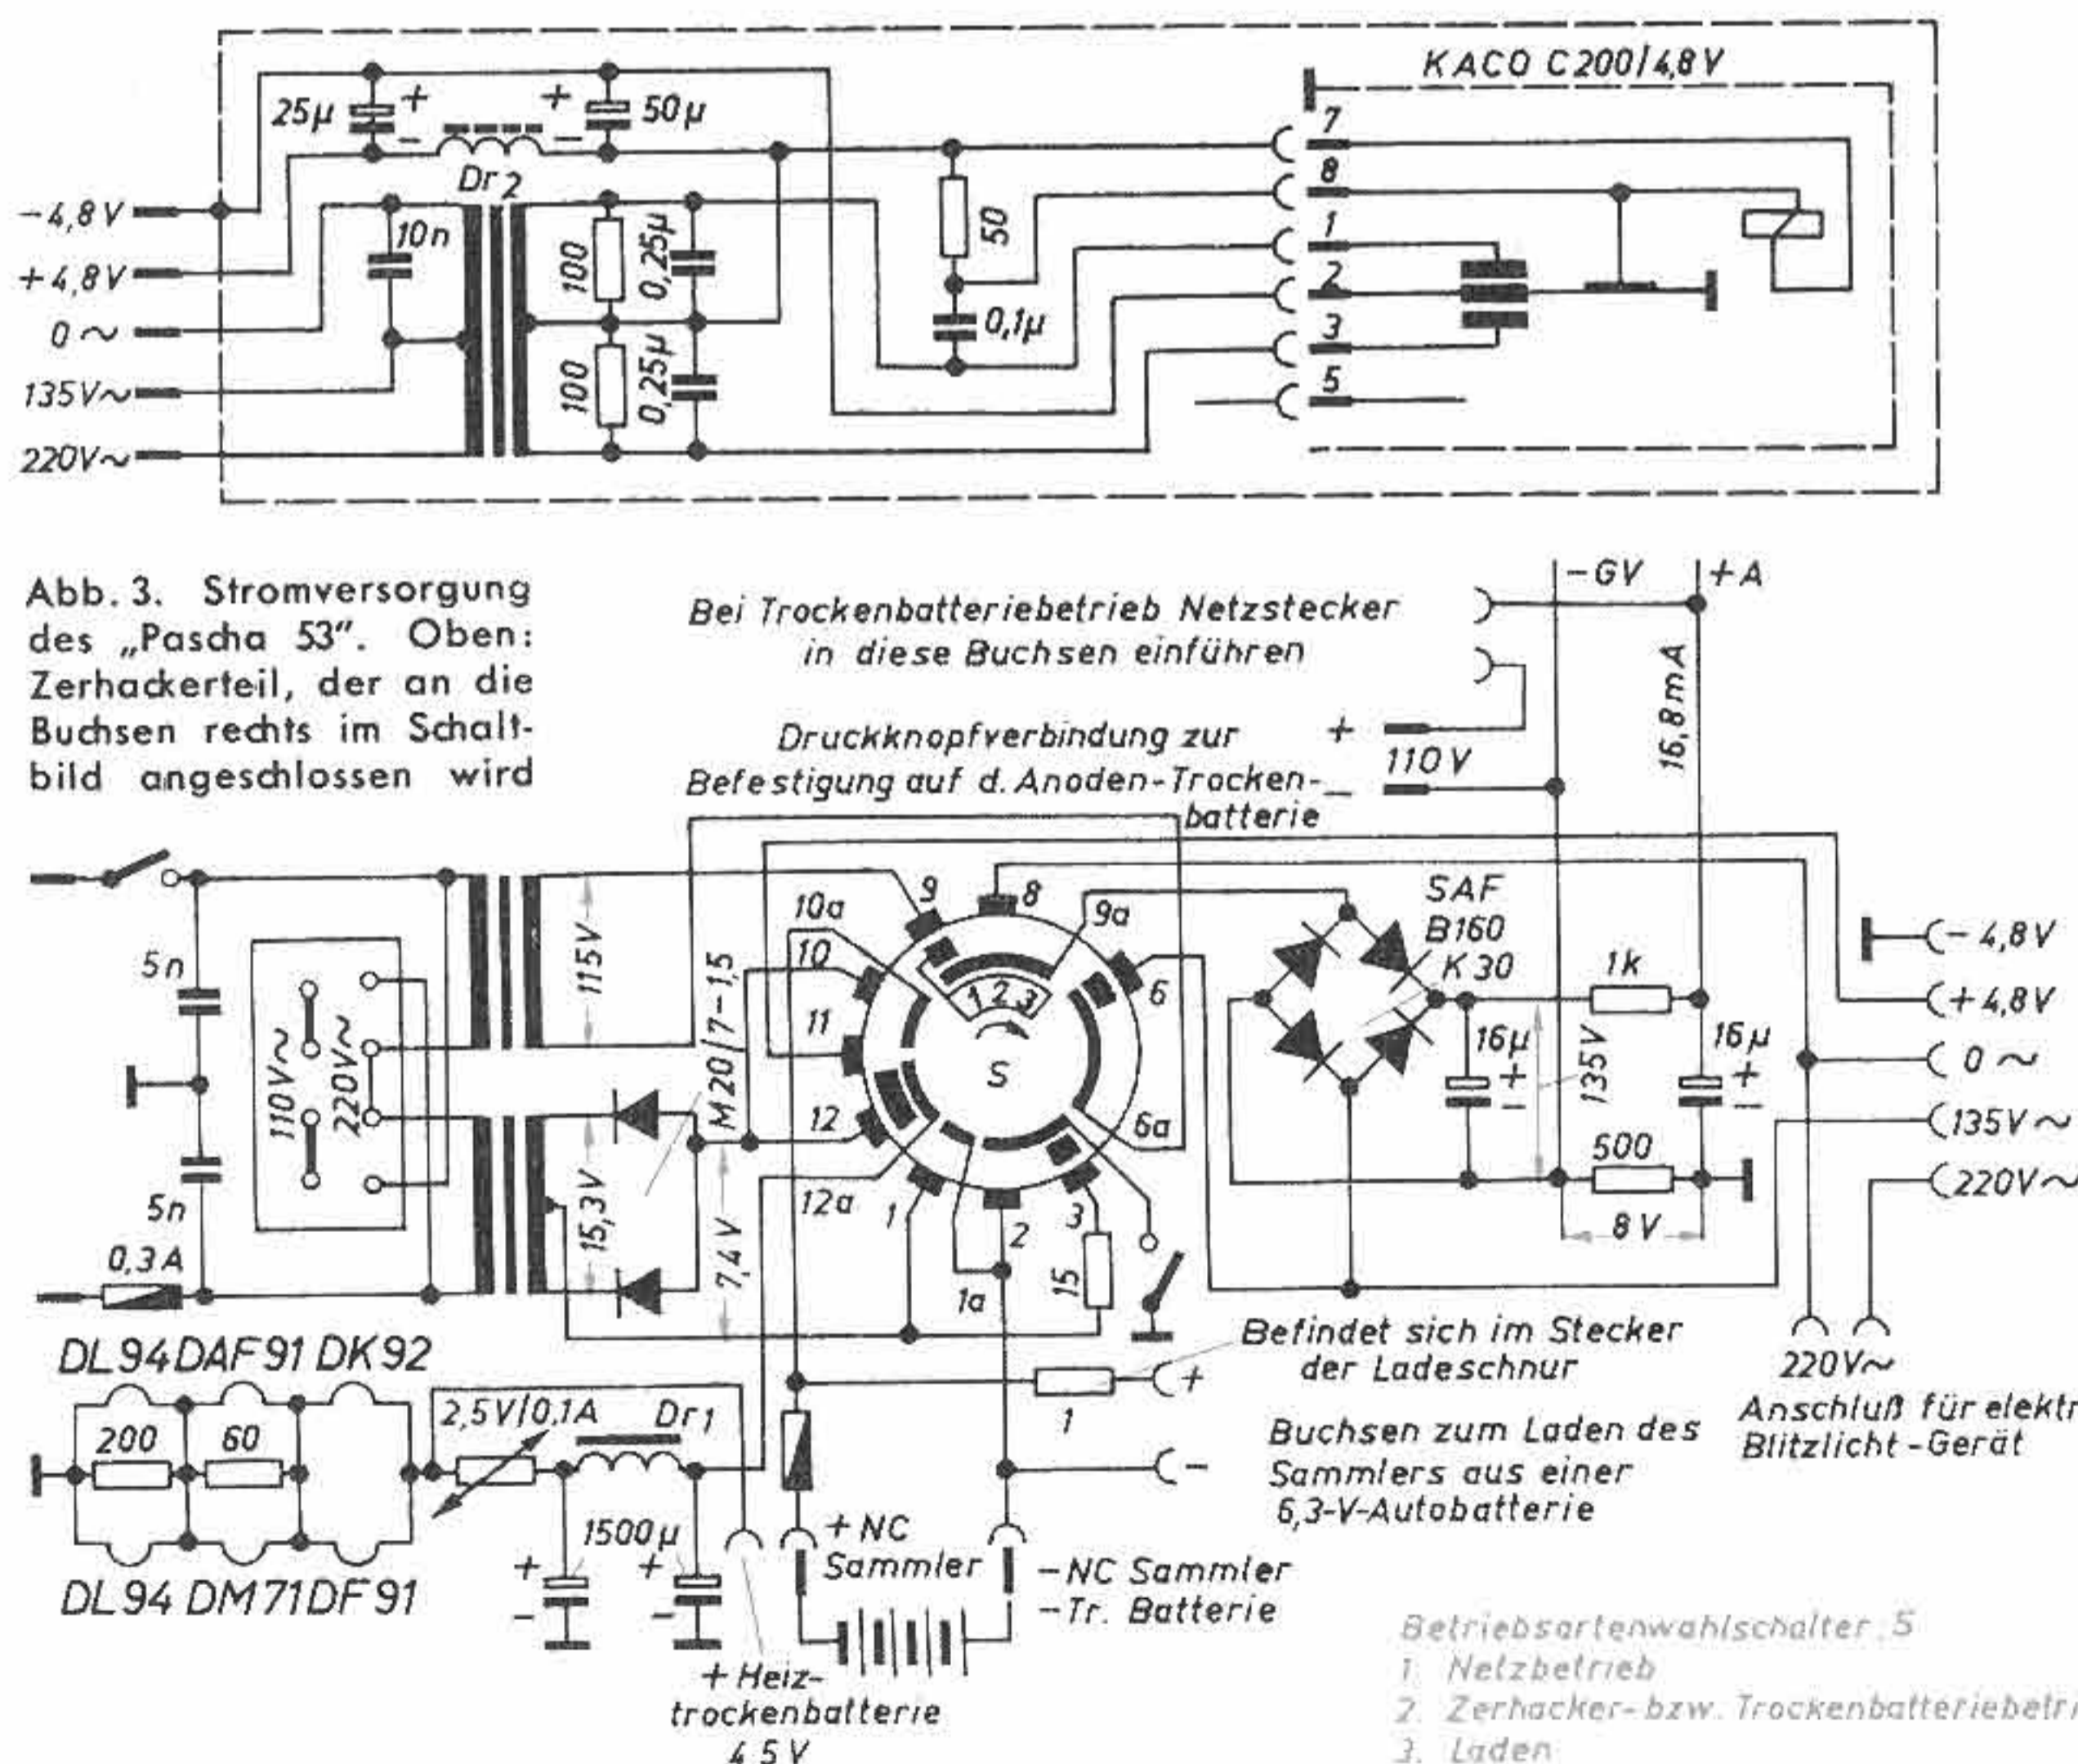 KACO C200/4,8V
25µ
+
−
+
−
50µ
Dr2
7
8
1
2
3
5
−4,8V
+4,8V
0 ~
135V~
220V~
10n
100
0,25µ
100
0,25µ
50
0,1µ
Abb. 3. Stromversorgung
des „Pascha 53”. Oben:
Zerhackerteil, der an die
Buchsen rechts im Schalt-
bild angeschlossen wird
Bei Trockenbatteriebetrieb Netzstecker
in diese Buchsen einführen
Druckknopfverbindung zur
Befestigung auf d. Anoden-Trocken-
batterie
+
110 V
−
−GV
+A
16,8mA
5n
5n
0,3A
110V~
220V~
115V
15,3V
M20/7-1,5
7,4V
9
8
9a
10a
10
11
12
12a
1
1a
2
3
6
6a
1 2 3
S
15
SAF
B160
K30
1k
16µ
+
−
135V
16µ
+
−
500
8 V
−4,8V
+4,8V
0 ~
135V~
220V~
220V~
Anschluß für elektr
Blitzlicht-Gerät
Befindet sich im Stecker
der Ladeschnur
+
1
−
Buchsen zum Laden des
Sammlers aus einer
6,3-V-Autobatterie
DL94 DAF91 DK92
200
60
2,5V/0,1A
Dr1
DL94 DM71 DF91
1500µ
+
−
+
−
+NC
Sammler
−NC Sammler
−Tr. Batterie
+Heiz-
trockenbatterie
4 5 V
Betriebsartenwahlschalter S
1. Netzbetrieb
2. Zerhacker- bzw. Trockenbatteriebetri
3. Laden